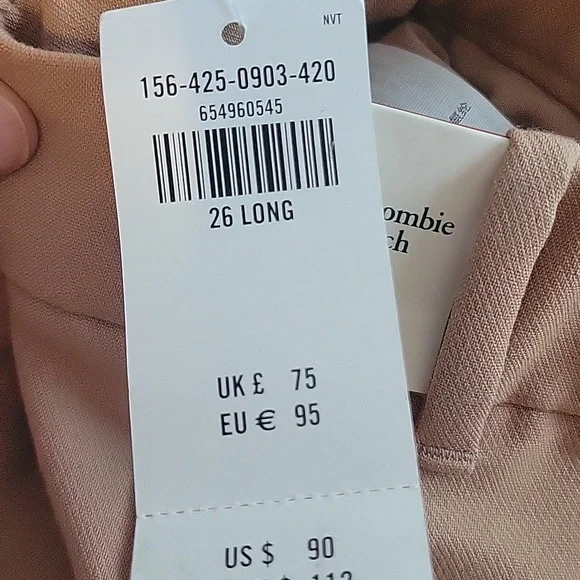 NVT
156-425-0903-420
654960545
26 LONG
ombie
ch
UK £ 75
EU € 95
US $ 90